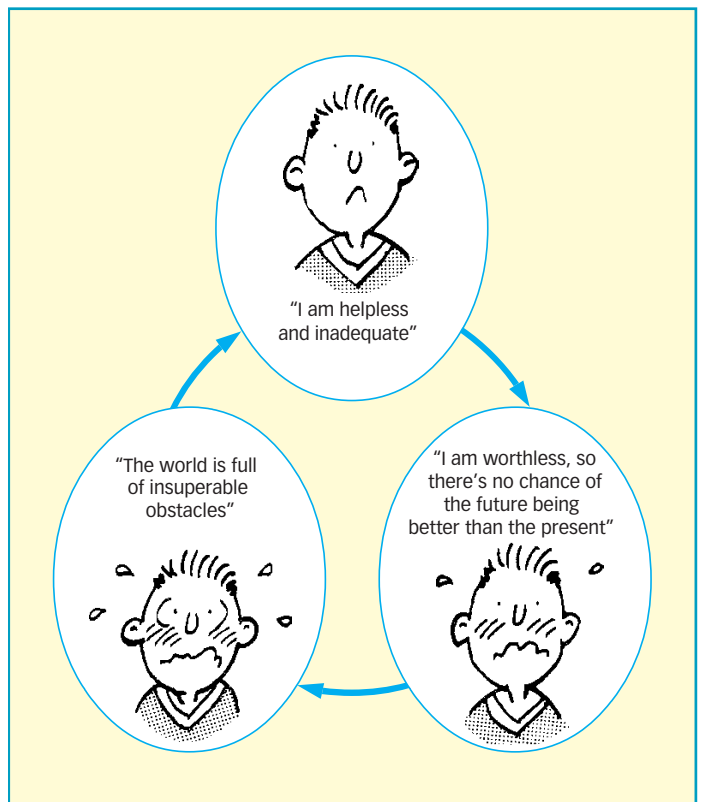 "I am helpless
and inadequate"
"I am worthless, so
there's no chance of
the future being
better than the present"
"The world is full
of insuperable
obstacles"